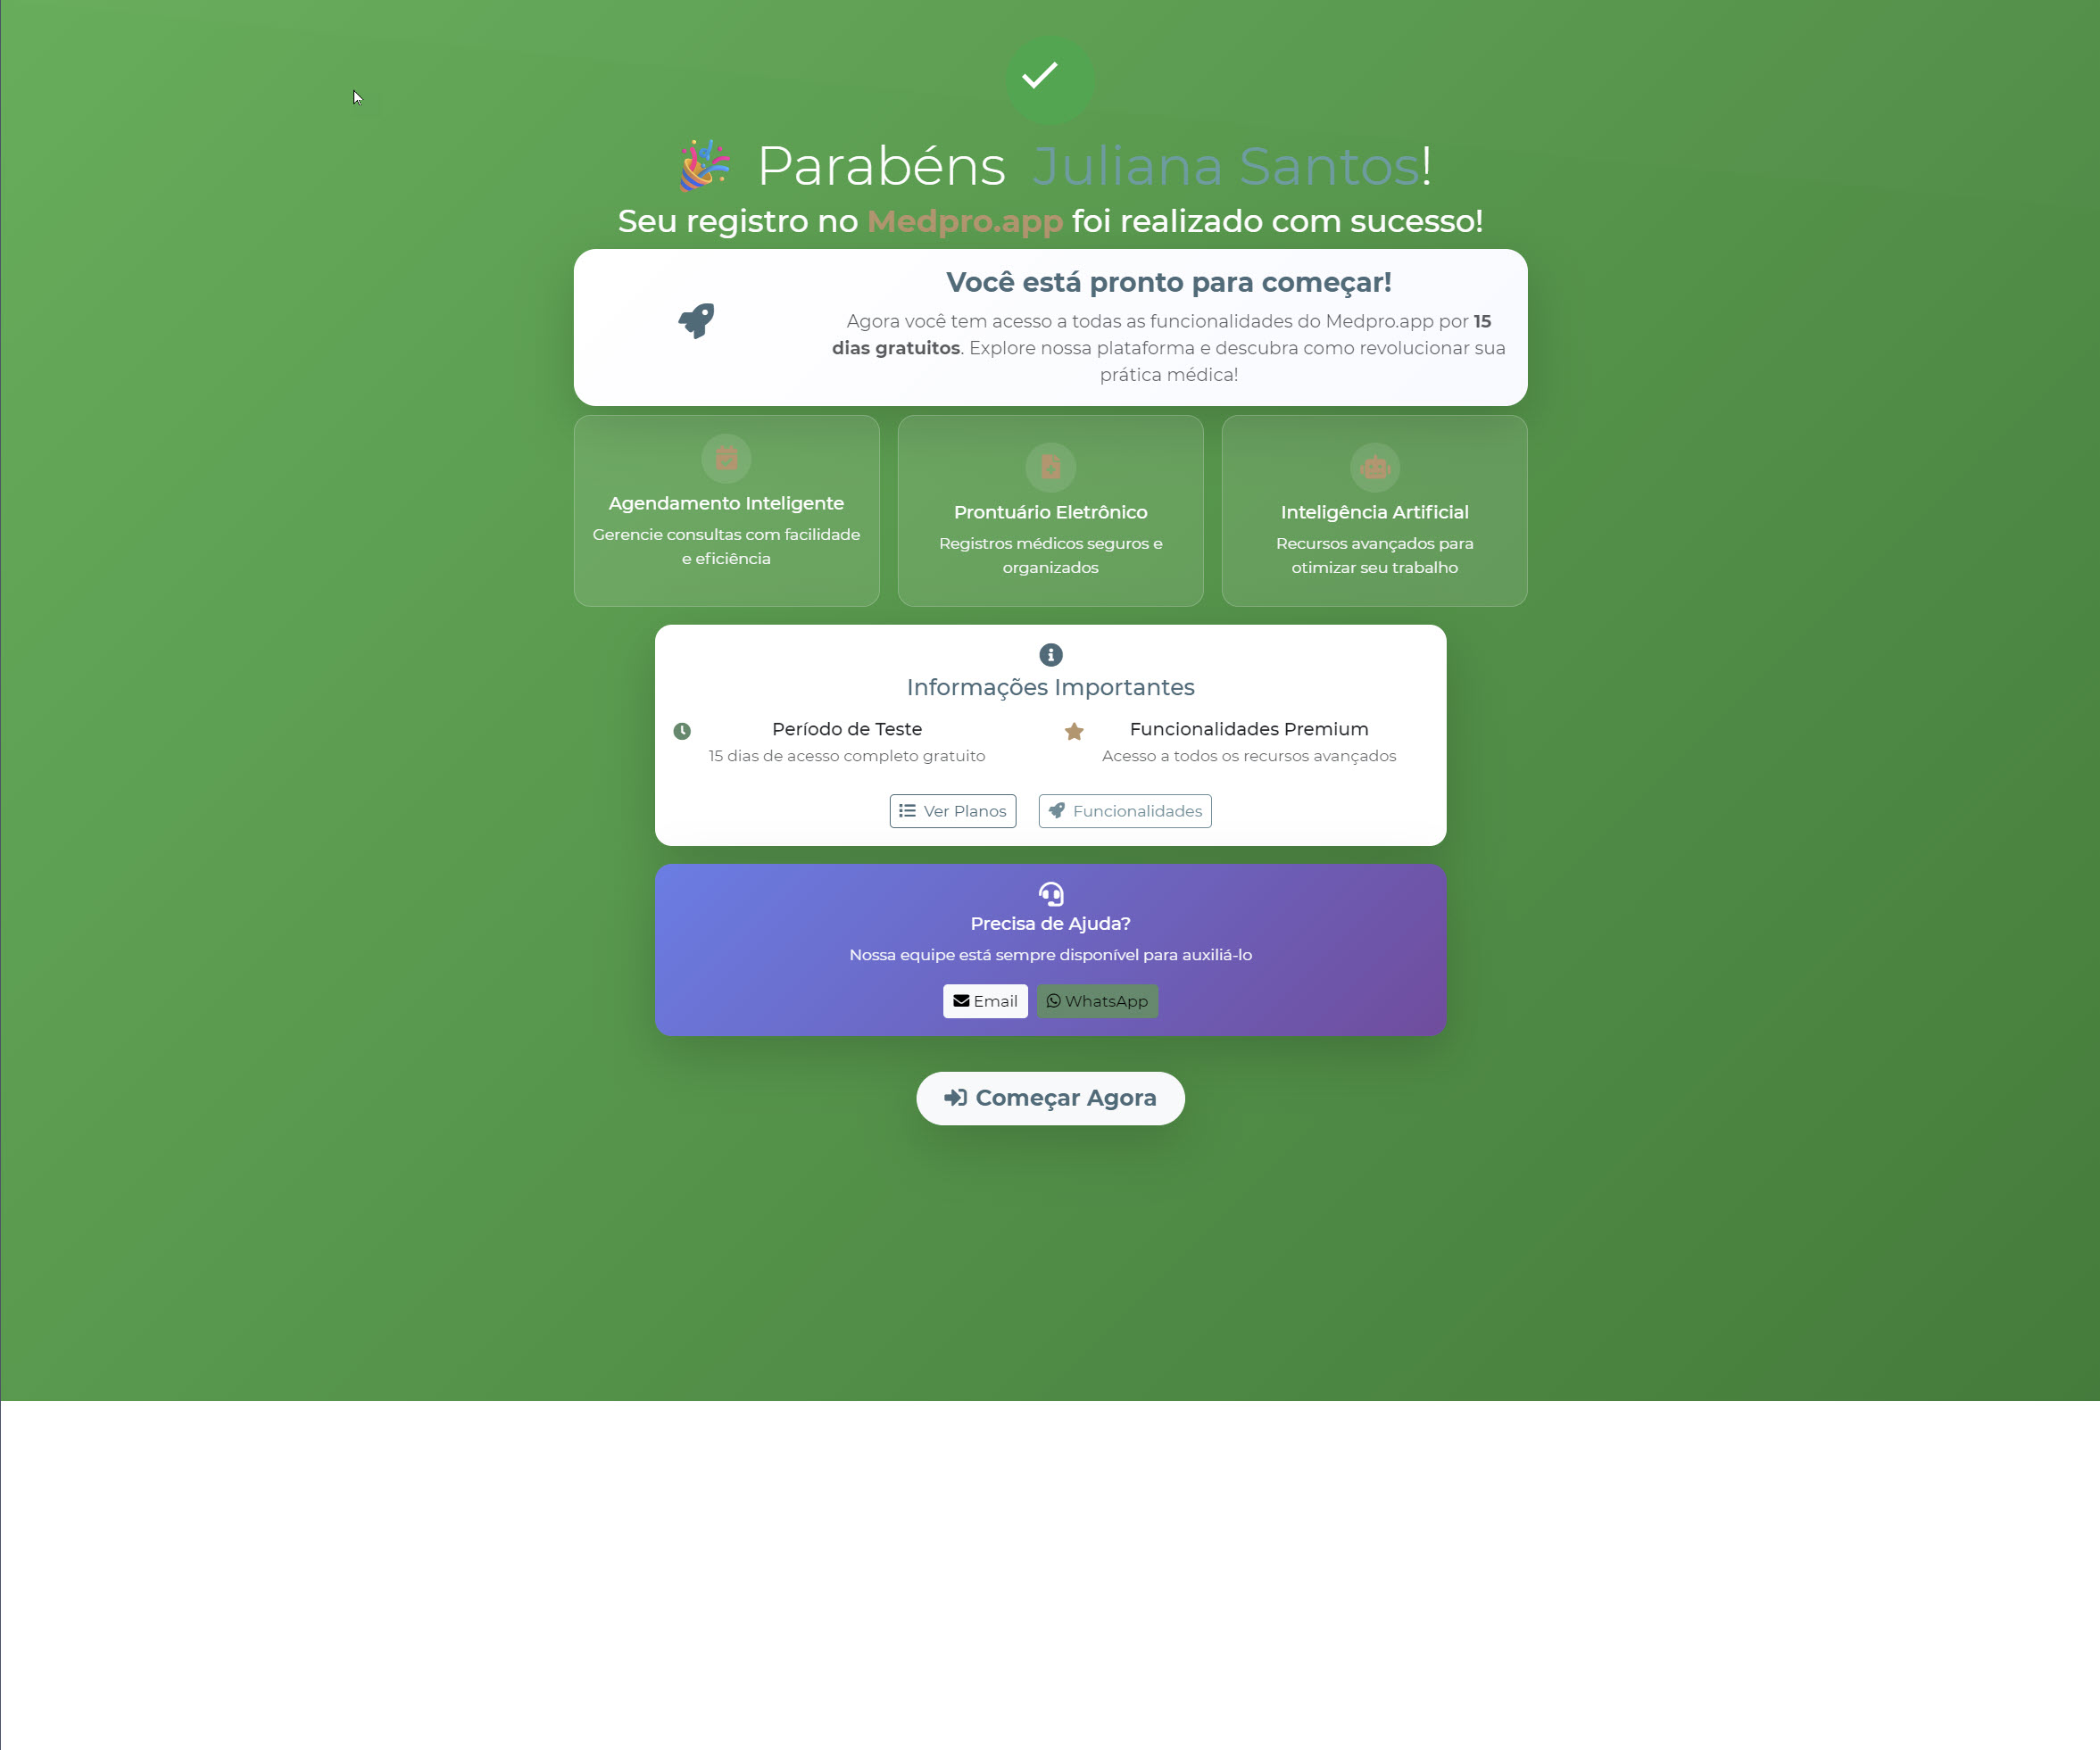 🎉 Parabéns Juliana Santos!
Seu registro no Medpro.app foi realizado com sucesso!
Você está pronto para começar!
Agora você tem acesso a todas as funcionalidades do Medpro.app por 15
dias gratuitos. Explore nossa plataforma e descubra como revolucionar sua
prática médica!
Agendamento Inteligente
Gerencie consultas com facilidade
e eficiência
Prontuário Eletrônico
Registros médicos seguros e
organizados
Inteligência Artificial
Recursos avançados para
otimizar seu trabalho
Informações Importantes
Período de Teste
15 dias de acesso completo gratuito
Funcionalidades Premium
Acesso a todos os recursos avançados
Ver Planos
Funcionalidades
Precisa de Ajuda?
Nossa equipe está sempre disponível para auxiliá-lo
Email
WhatsApp
Começar Agora